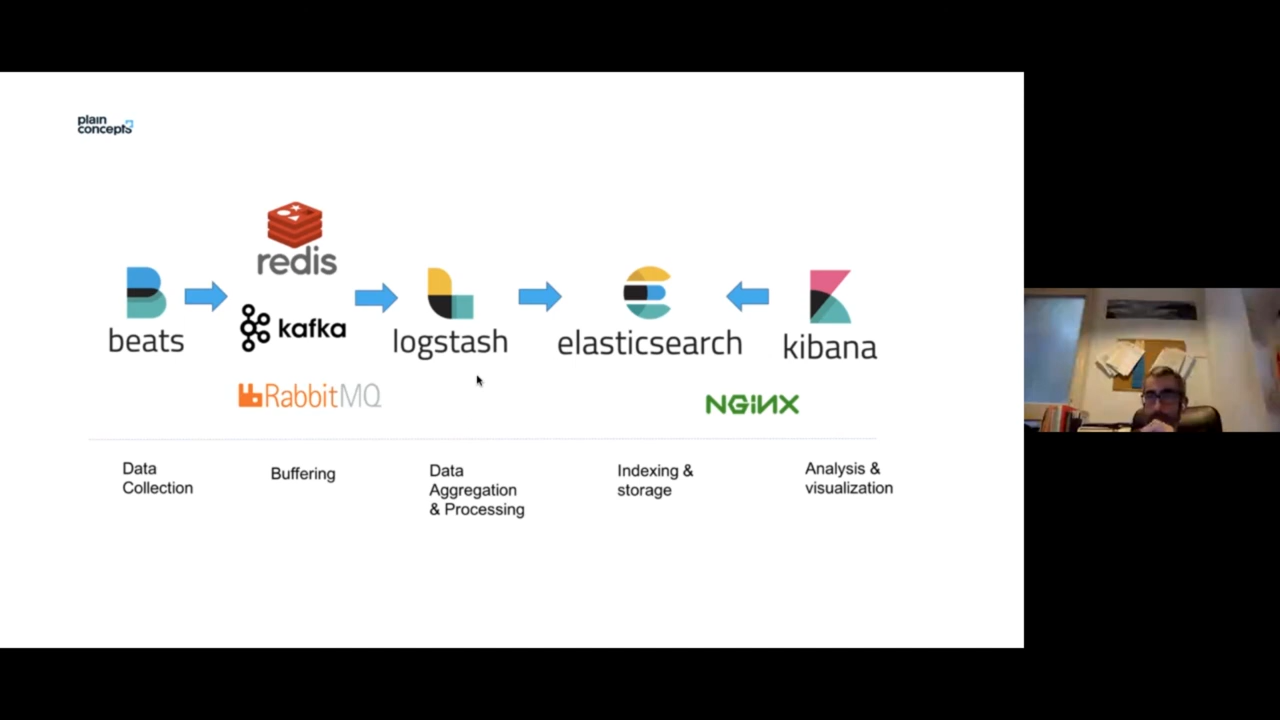 plain
concepts
redis
beats
kafka
logstash
elasticsearch
kibana
RabbitMQ
NGINX
Data
Collection
Buffering
Data
Aggregation
& Processing
Indexing &
storage
Analysis &
visualization